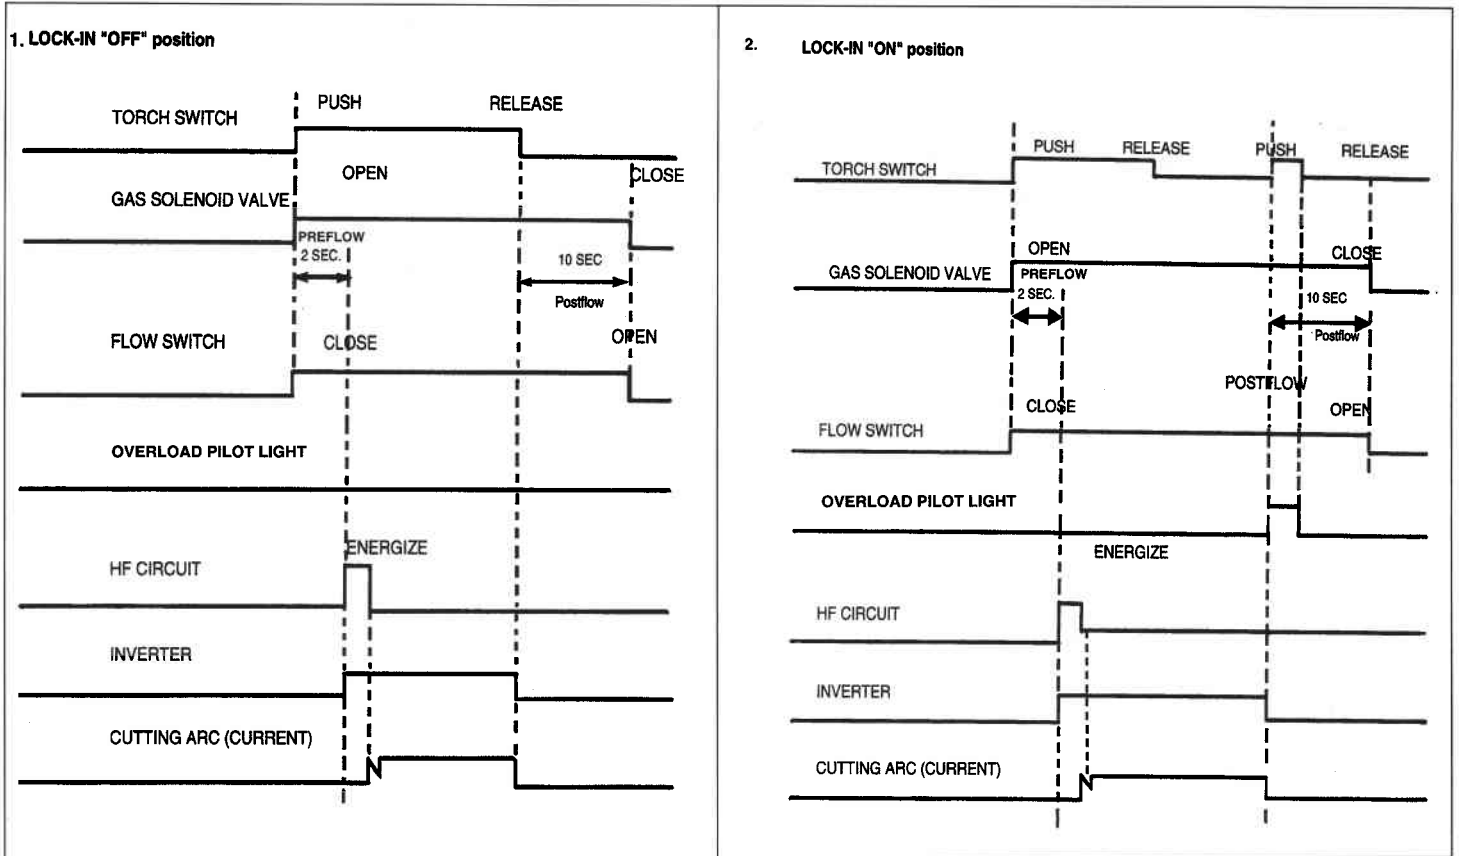 1. LOCK-IN "OFF" position
PUSH
RELEASE
TORCH SWITCH
OPEN
CLOSE
GAS SOLENOID VALVE
PREFLOW
2 SEC.
10 SEC
Postflow
FLOW SWITCH
CLOSE
OPEN
OVERLOAD PILOT LIGHT
ENERGIZE
HF CIRCUIT
INVERTER
CUTTING ARC (CURRENT)
2. LOCK-IN "ON" position
PUSH
RELEASE
PUSH
RELEASE
TORCH SWITCH
OPEN
CLOSE
GAS SOLENOID VALVE
PREFLOW
2 SEC.
10 SEC
Postflow
POSTFLOW
CLOSE
OPEN
FLOW SWITCH
OVERLOAD PILOT LIGHT
ENERGIZE
HF CIRCUIT
INVERTER
CUTTING ARC (CURRENT)